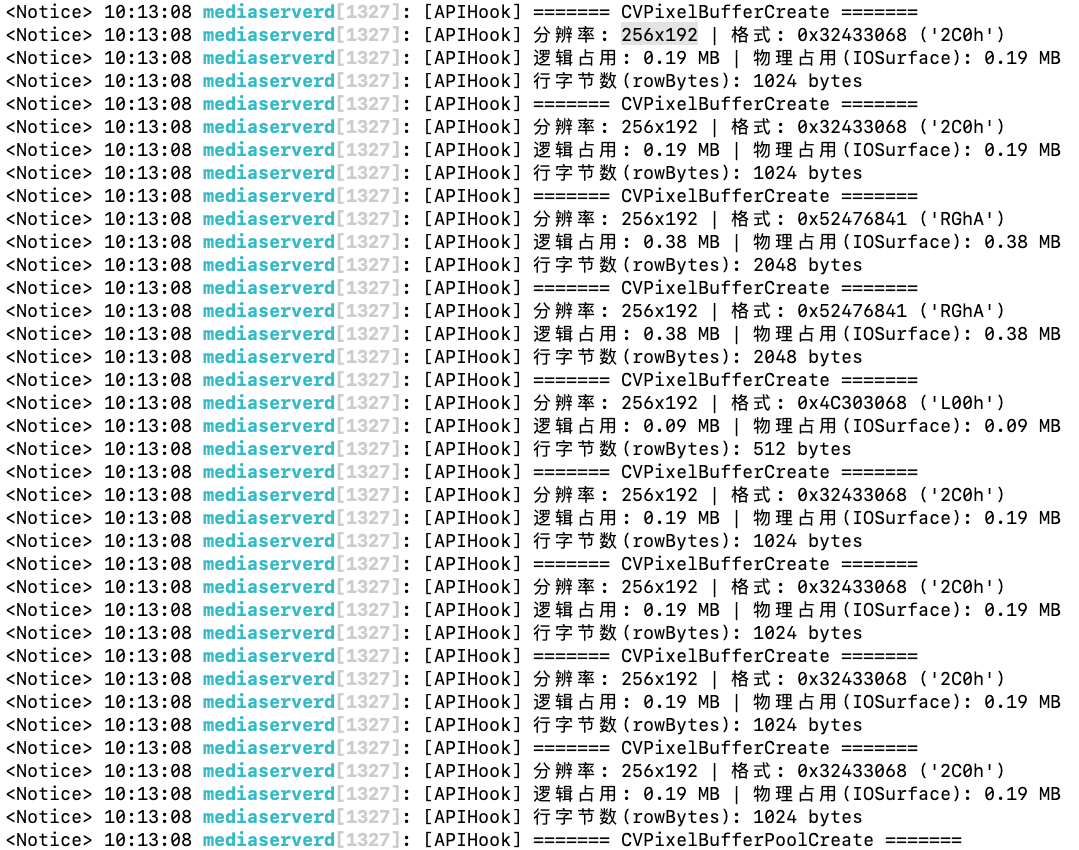 <Notice> 10:13:08 mediaserverd[1327]: [APIHook] ======= CVPixelBufferCreate =======
<Notice> 10:13:08 mediaserverd[1327]: [APIHook] 分辨率: 256x192 | 格式: 0x32433068 ('2C0h')
<Notice> 10:13:08 mediaserverd[1327]: [APIHook] 逻辑占用: 0.19 MB | 物理占用(IOSurface): 0.19 MB
<Notice> 10:13:08 mediaserverd[1327]: [APIHook] 行字节数(rowBytes): 1024 bytes
<Notice> 10:13:08 mediaserverd[1327]: [APIHook] ======= CVPixelBufferCreate =======
<Notice> 10:13:08 mediaserverd[1327]: [APIHook] 分辨率: 256x192 | 格式: 0x32433068 ('2C0h')
<Notice> 10:13:08 mediaserverd[1327]: [APIHook] 逻辑占用: 0.19 MB | 物理占用(IOSurface): 0.19 MB
<Notice> 10:13:08 mediaserverd[1327]: [APIHook] 行字节数(rowBytes): 1024 bytes
<Notice> 10:13:08 mediaserverd[1327]: [APIHook] ======= CVPixelBufferCreate =======
<Notice> 10:13:08 mediaserverd[1327]: [APIHook] 分辨率: 256x192 | 格式: 0x52476841 ('RGhA')
<Notice> 10:13:08 mediaserverd[1327]: [APIHook] 逻辑占用: 0.38 MB | 物理占用(IOSurface): 0.38 MB
<Notice> 10:13:08 mediaserverd[1327]: [APIHook] 行字节数(rowBytes): 2048 bytes
<Notice> 10:13:08 mediaserverd[1327]: [APIHook] ======= CVPixelBufferCreate =======
<Notice> 10:13:08 mediaserverd[1327]: [APIHook] 分辨率: 256x192 | 格式: 0x52476841 ('RGhA')
<Notice> 10:13:08 mediaserverd[1327]: [APIHook] 逻辑占用: 0.38 MB | 物理占用(IOSurface): 0.38 MB
<Notice> 10:13:08 mediaserverd[1327]: [APIHook] 行字节数(rowBytes): 2048 bytes
<Notice> 10:13:08 mediaserverd[1327]: [APIHook] ======= CVPixelBufferCreate =======
<Notice> 10:13:08 mediaserverd[1327]: [APIHook] 分辨率: 256x192 | 格式: 0x4C303068 ('L00h')
<Notice> 10:13:08 mediaserverd[1327]: [APIHook] 逻辑占用: 0.09 MB | 物理占用(IOSurface): 0.09 MB
<Notice> 10:13:08 mediaserverd[1327]: [APIHook] 行字节数(rowBytes): 512 bytes
<Notice> 10:13:08 mediaserverd[1327]: [APIHook] ======= CVPixelBufferCreate =======
<Notice> 10:13:08 mediaserverd[1327]: [APIHook] 分辨率: 256x192 | 格式: 0x32433068 ('2C0h')
<Notice> 10:13:08 mediaserverd[1327]: [APIHook] 逻辑占用: 0.19 MB | 物理占用(IOSurface): 0.19 MB
<Notice> 10:13:08 mediaserverd[1327]: [APIHook] 行字节数(rowBytes): 1024 bytes
<Notice> 10:13:08 mediaserverd[1327]: [APIHook] ======= CVPixelBufferCreate =======
<Notice> 10:13:08 mediaserverd[1327]: [APIHook] 分辨率: 256x192 | 格式: 0x32433068 ('2C0h')
<Notice> 10:13:08 mediaserverd[1327]: [APIHook] 逻辑占用: 0.19 MB | 物理占用(IOSurface): 0.19 MB
<Notice> 10:13:08 mediaserverd[1327]: [APIHook] 行字节数(rowBytes): 1024 bytes
<Notice> 10:13:08 mediaserverd[1327]: [APIHook] ======= CVPixelBufferCreate =======
<Notice> 10:13:08 mediaserverd[1327]: [APIHook] 分辨率: 256x192 | 格式: 0x32433068 ('2C0h')
<Notice> 10:13:08 mediaserverd[1327]: [APIHook] 逻辑占用: 0.19 MB | 物理占用(IOSurface): 0.19 MB
<Notice> 10:13:08 mediaserverd[1327]: [APIHook] 行字节数(rowBytes): 1024 bytes
<Notice> 10:13:08 mediaserverd[1327]: [APIHook] ======= CVPixelBufferCreate =======
<Notice> 10:13:08 mediaserverd[1327]: [APIHook] 分辨率: 256x192 | 格式: 0x32433068 ('2C0h')
<Notice> 10:13:08 mediaserverd[1327]: [APIHook] 逻辑占用: 0.19 MB | 物理占用(IOSurface): 0.19 MB
<Notice> 10:13:08 mediaserverd[1327]: [APIHook] 行字节数(rowBytes): 1024 bytes
<Notice> 10:13:08 mediaserverd[1327]: [APIHook] ======= CVPixelBufferPoolCreate =======